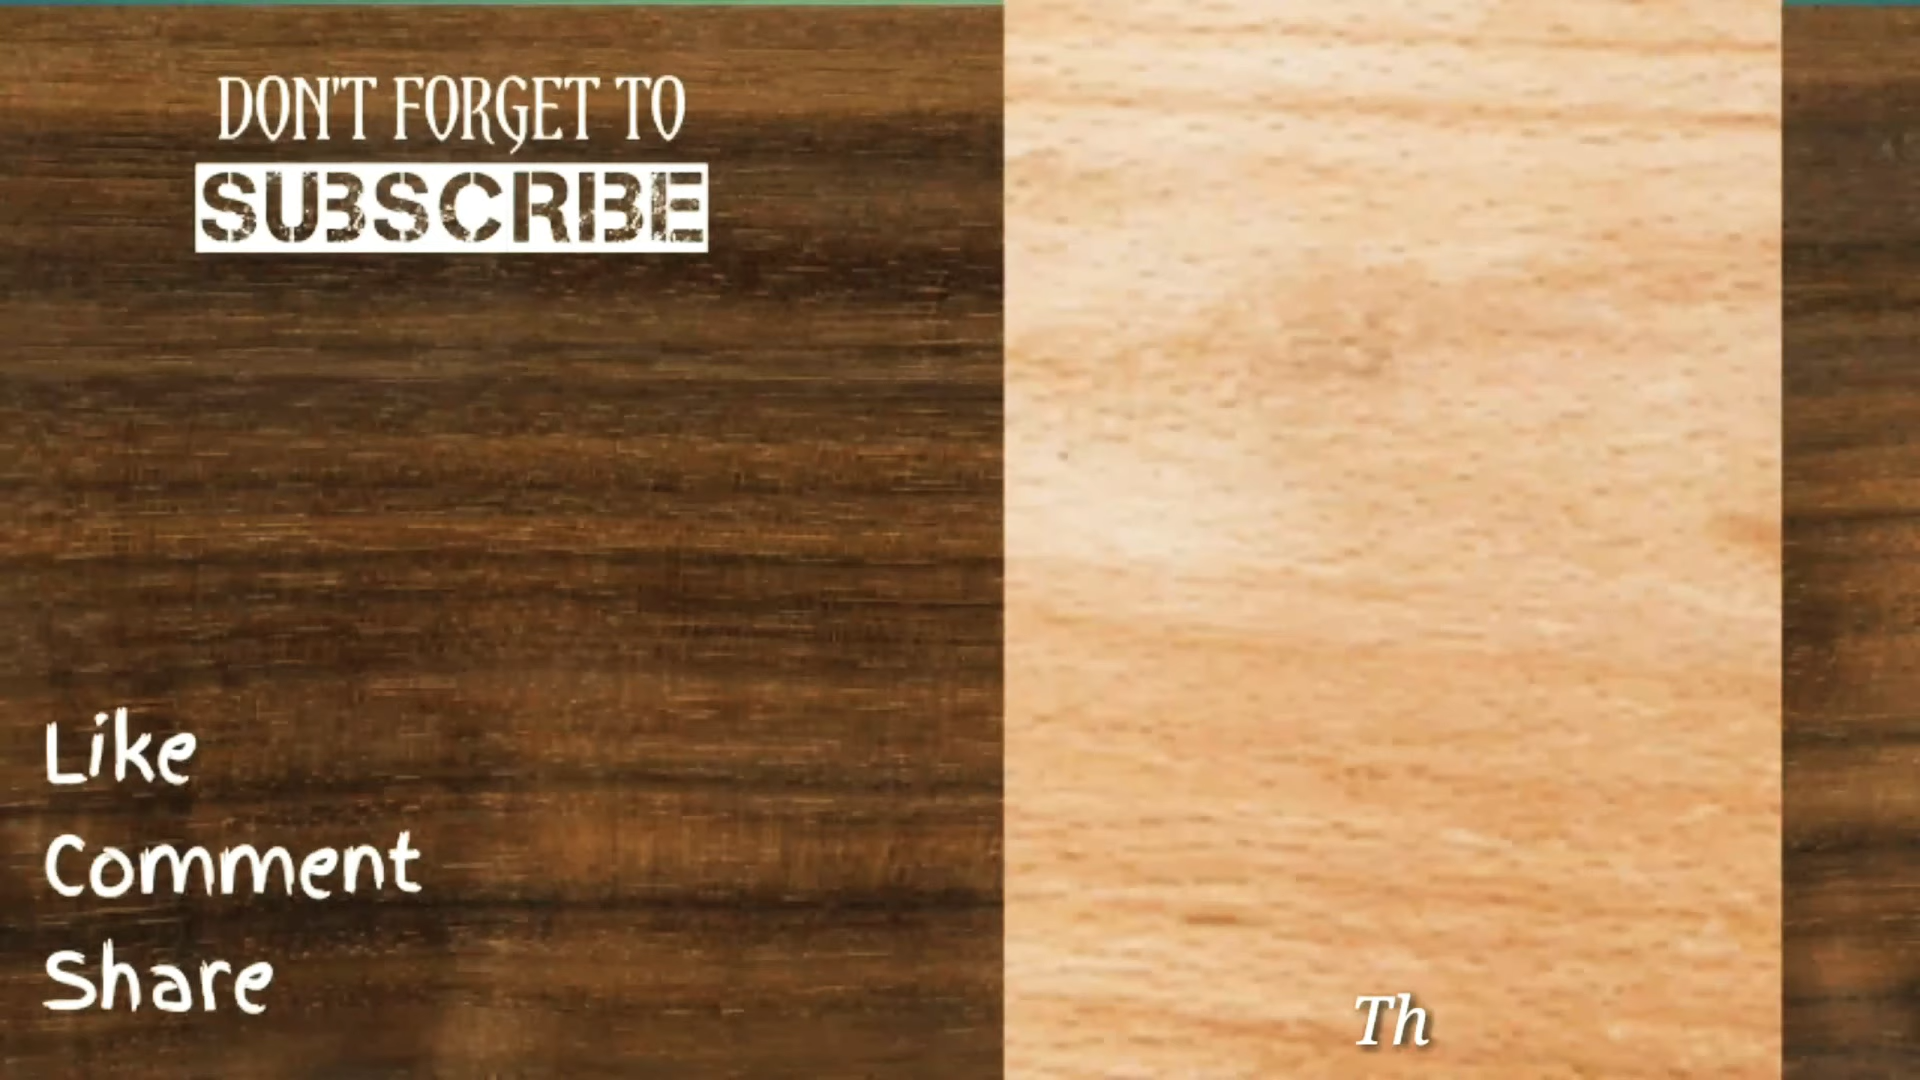 DON'T FORGET TO
SUBSCRIBE
Like
Comment
Share
Th